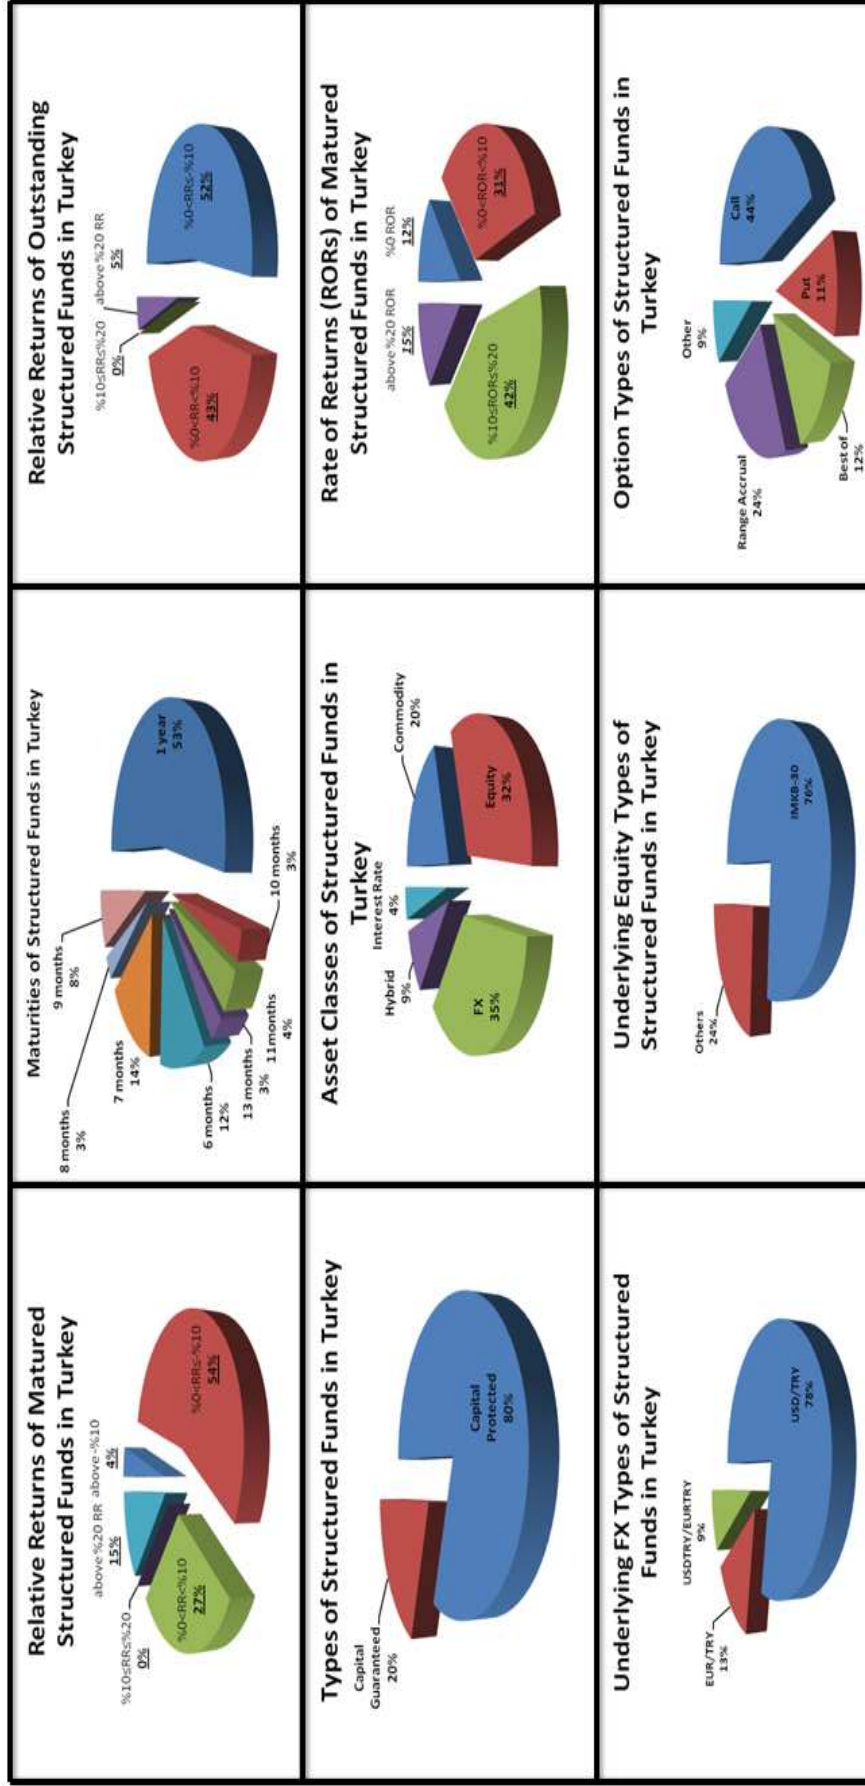 Relative Returns of Matured
Structured Funds in Turkey
%10≤RR≤%20
0%
above %20 RR
15%
above -%10
4%
%0<RR<%10
27%
%0<RR≤-%10
54%
Maturities of Structured Funds in Turkey
8 months
3%
9 months
8%
7 months
14%
1 year
53%
6 months
12%
13 months
3%
11months
4%
10 months
3%
Relative Returns of Outstanding
Structured Funds in Turkey
%10≤RR≤%20
0%
above %20 RR
5%
%0<RR<%10
43%
%0<RR≤-%10
52%
Types of Structured Funds in Turkey
Capital
Guaranteed
20%
Capital
Protected
80%
Asset Classes of Structured Funds in
Turkey
Hybrid
9%
Interest Rate
4%
Commodity
20%
FX
35%
Equity
32%
Rate of Returns (RORs) of Matured
Structured Funds in Turkey
above %20 ROR
15%
%0 ROR
12%
%10≤RORs≤%20
42%
%0<ROR<%10
31%
Underlying FX Types of Structured
Funds in Turkey
EUR/TRY
13%
USDTRY/EURTRY
9%
USD/TRY
78%
Underlying Equity Types of
Structured Funds in Turkey
Others
24%
IMKB-30
76%
Option Types of Structured Funds in
Turkey
Range Accrual
24%
Other
9%
Call
44%
Best of
12%
Put
11%